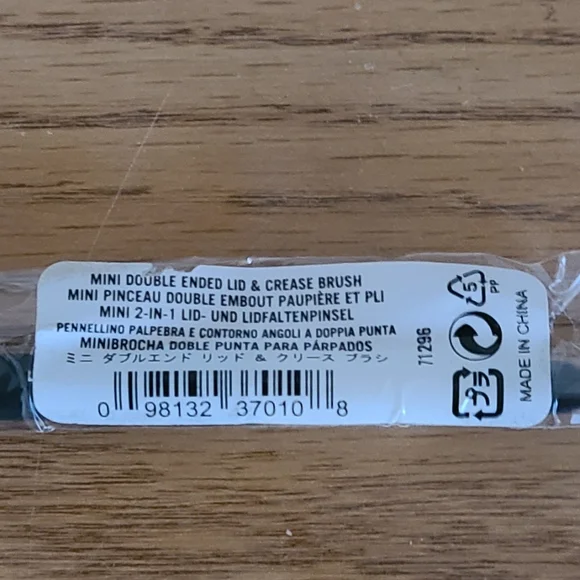 MINI DOUBLE ENDED LID & CREASE BRUSH
MINI PINCEAU DOUBLE EMBOUT PAUPIÈRE ET PLI
MINI 2-IN-1 LID- UND LIDFALTENPINSEL
PENNELLINO PALPEBRA E CONTORNO ANGOLI A DOPPIA PUNTA
MINIBROCHA DOBLE PUNTA PARA PÁRPADOS
ミニ ダブルエンド リッド & クリース ブラシ
0 98132 37010 8
71296
5
PP
プラ
MADE IN CHINA